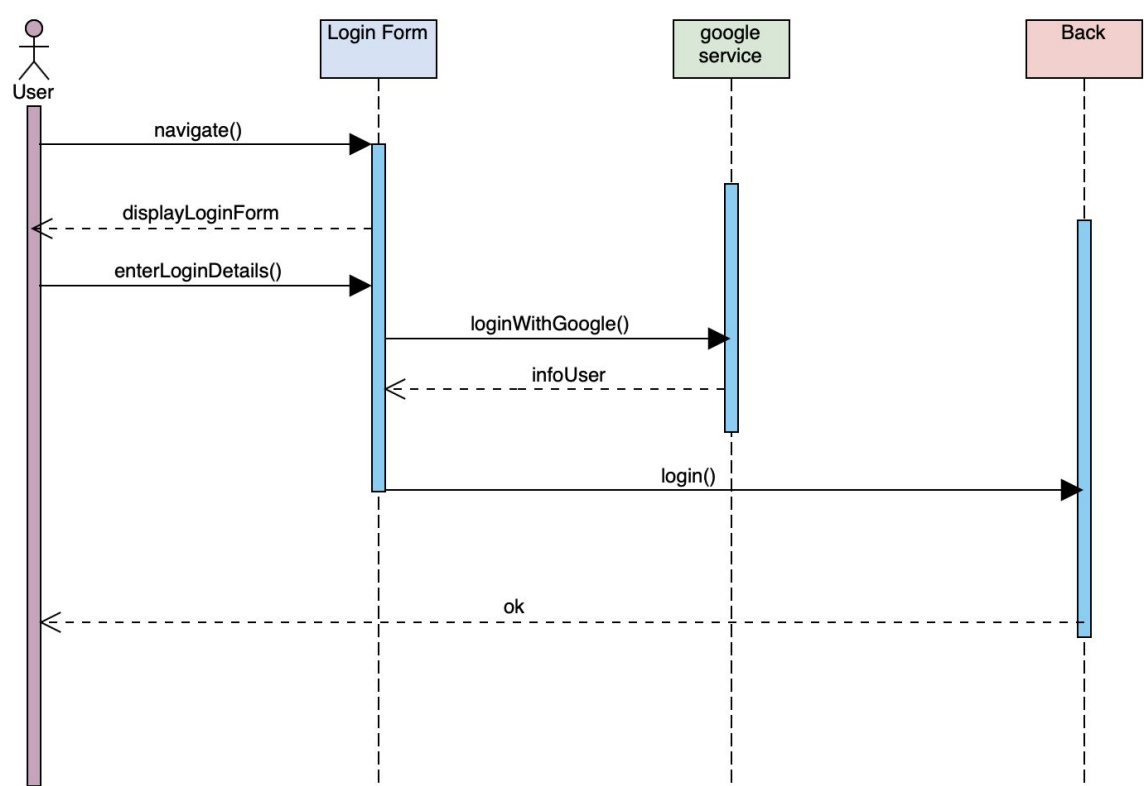 Login Form
google
service
Back
User
navigate()
displayLoginForm
enterLoginDetails()
loginWithGoogle()
infoUser
login()
ok